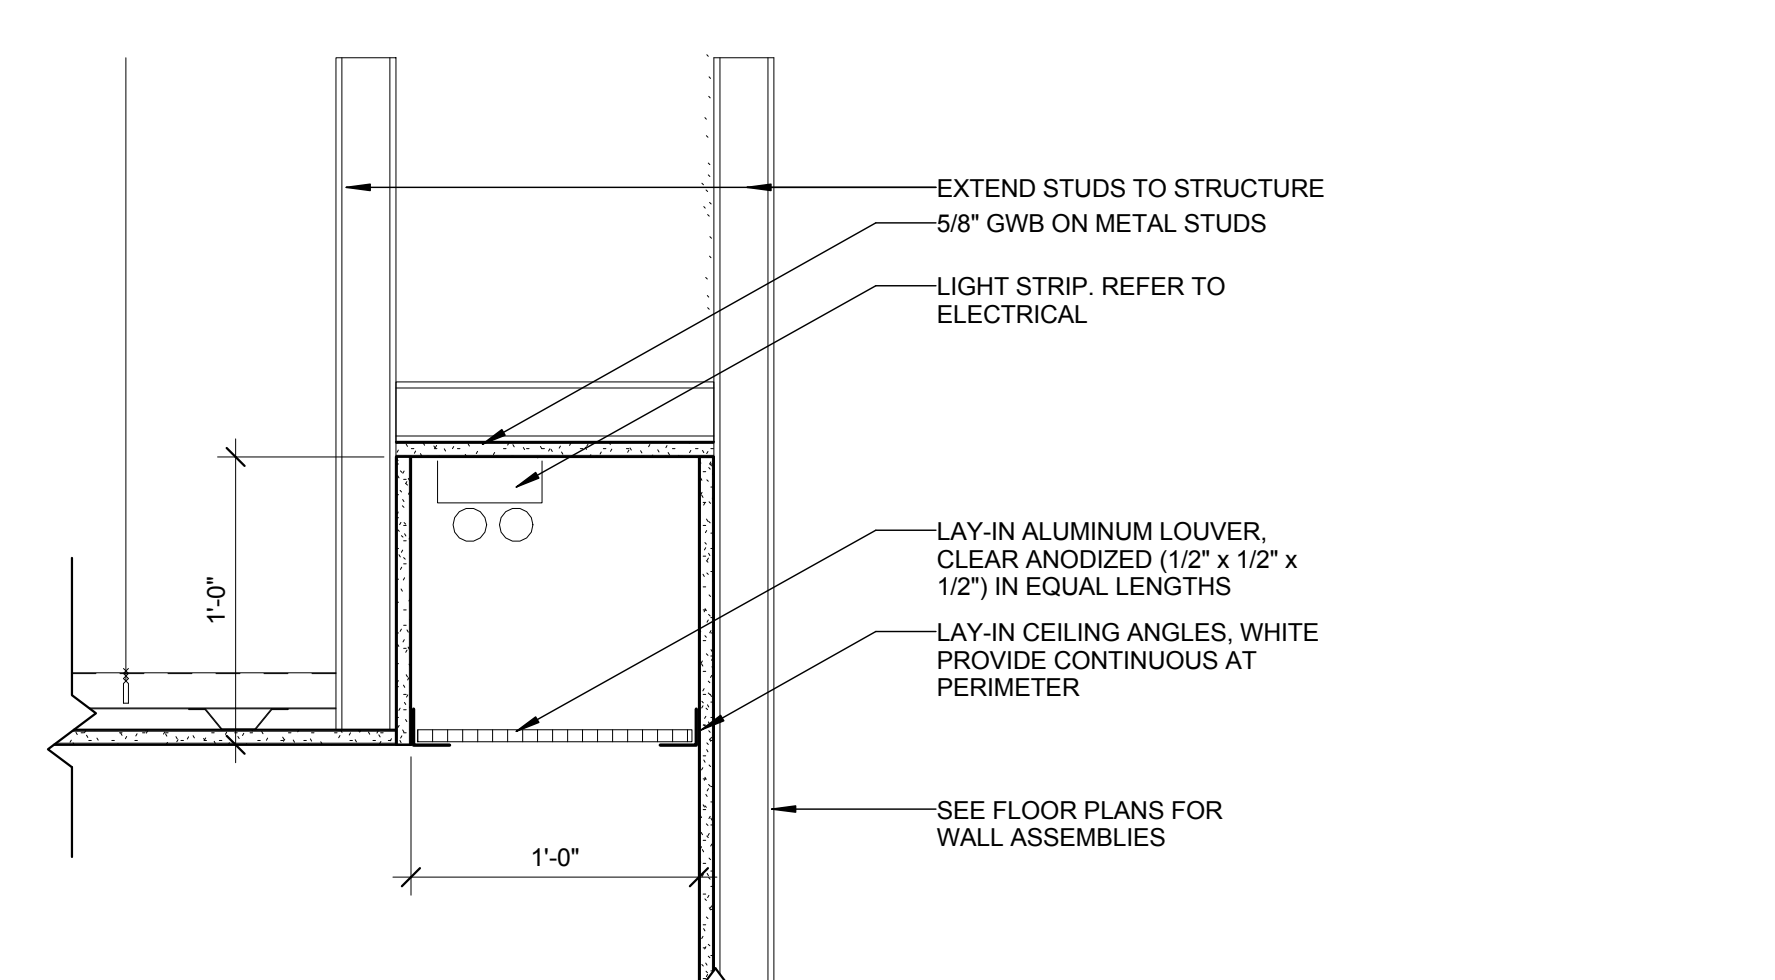 EXTEND STUDS TO STRUCTURE
5/8" GWB ON METAL STUDS
LIGHT STRIP. REFER TO
ELECTRICAL
LAY-IN ALUMINUM LOUVER,
CLEAR ANODIZED (1/2" x 1/2" x
1/2") IN EQUAL LENGTHS
1'-0"
LAY-IN CEILING ANGLES, WHITE
PROVIDE CONTINUOUS AT
PERIMETER
SEE FLOOR PLANS FOR
WALL ASSEMBLIES
1'-0"